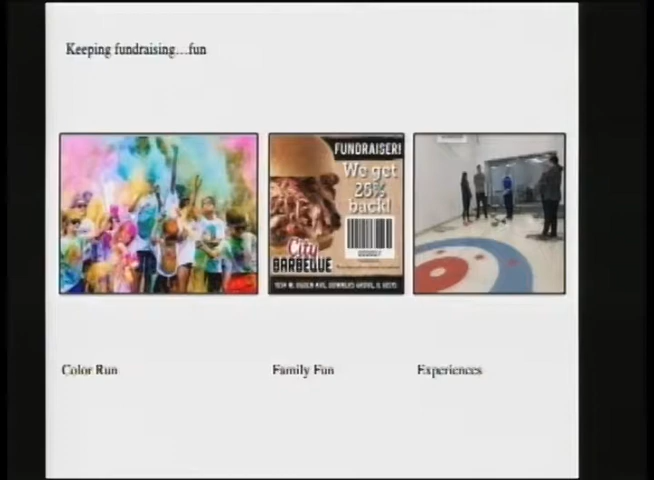 Keeping fundraising...fun
FUNDRAISER!
We get
25%
back!
City
BARBEQUE
Color Run
Family Fun
Experiences